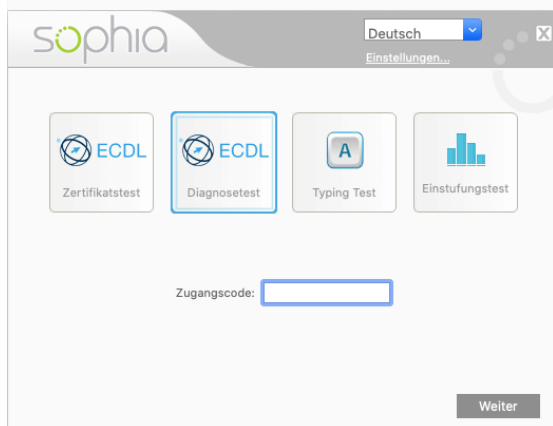 sophia
Deutsch
X
Einstellungen...
ECDL
Zertifikatstest
ECDL
Diagnosetest
A
Typing Test
Einstufungstest
Zugangscode:
Weiter